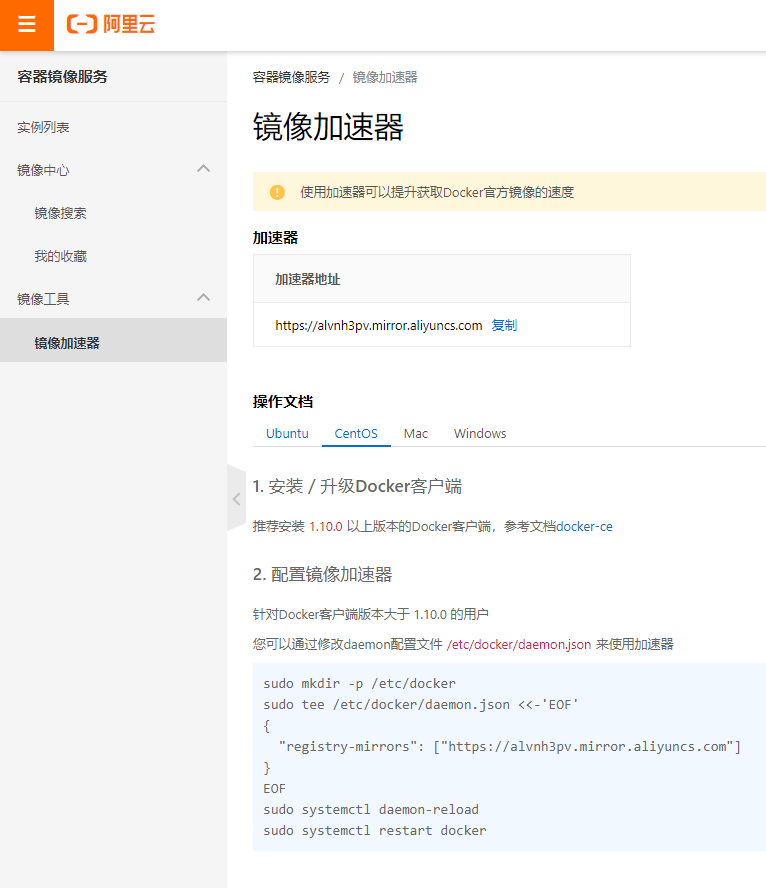 阿里云
容器镜像服务
实例列表
镜像中心
镜像搜索
我的收藏
镜像工具
镜像加速器
容器镜像服务 / 镜像加速器
镜像加速器
使用加速器可以提升获取Docker官方镜像的速度
加速器
加速器地址
https://alvnh3pv.mirror.aliyuncs.com 复制
操作文档
Ubuntu CentOS Mac Windows
1. 安装 / 升级Docker客户端
推荐安装 1.10.0 以上版本的Docker客户端，参考文档docker-ce
2. 配置镜像加速器
针对Docker客户端版本大于 1.10.0 的用户
您可以通过修改daemon配置文件 /etc/docker/daemon.json 来使用加速器
sudo mkdir -p /etc/docker
sudo tee /etc/docker/daemon.json <<-'EOF'
{
  "registry-mirrors": ["https://alvnh3pv.mirror.aliyuncs.com"]
}
EOF
sudo systemctl daemon-reload
sudo systemctl restart docker